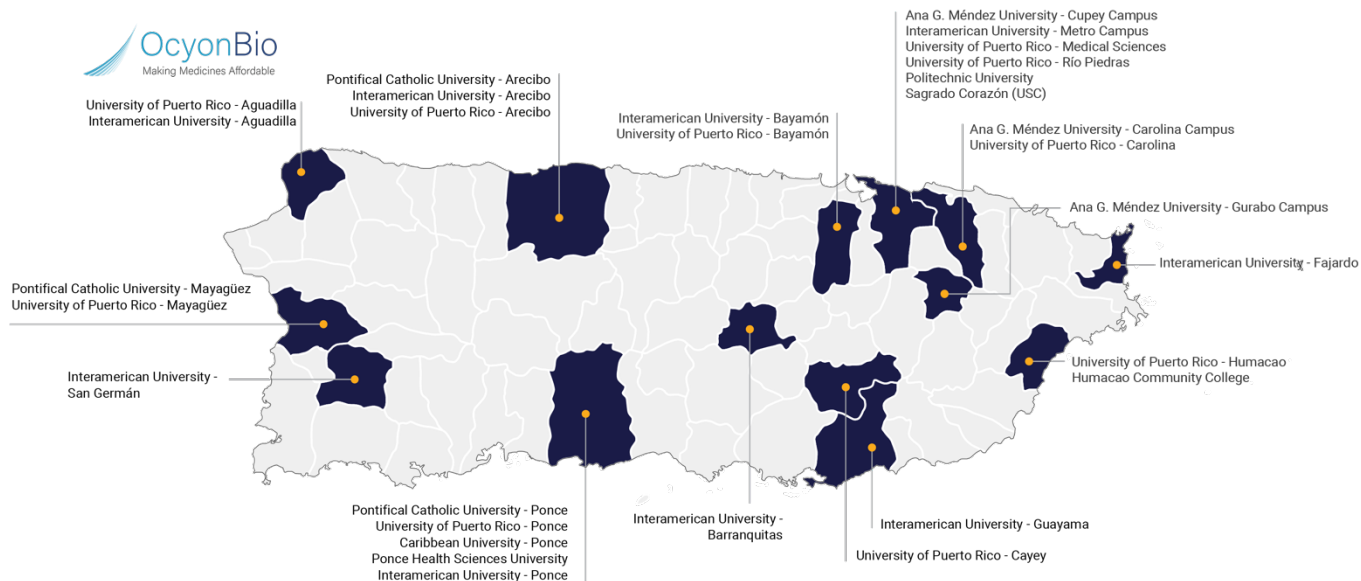 OcyonBio
Making Medicines Affordable
University of Puerto Rico - Aguadilla
Interamerican University - Aguadilla
Pontifical Catholic University - Arecibo
Interamerican University - Arecibo
University of Puerto Rico - Arecibo
Interamerican University - Bayamón
University of Puerto Rico - Bayamón
Ana G. Méndez University - Cupey Campus
Interamerican University - Metro Campus
University of Puerto Rico - Medical Sciences
University of Puerto Rico - Río Piedras
Politechnic University
Sagrado Corazón (USC)
Ana G. Méndez University - Carolina Campus
University of Puerto Rico - Carolina
Ana G. Méndez University - Gurabo Campus
Interamerican University - Fajardo
Pontifical Catholic University - Mayagüez
University of Puerto Rico - Mayagüez
Interamerican University -
San Germán
University of Puerto Rico - Humacao
Humacao Community College
Pontifical Catholic University - Ponce
University of Puerto Rico - Ponce
Caribbean University - Ponce
Ponce Health Sciences University
Interamerican University - Ponce
Interamerican University -
Barranquitas
Interamerican University - Guayama
University of Puerto Rico - Cayey